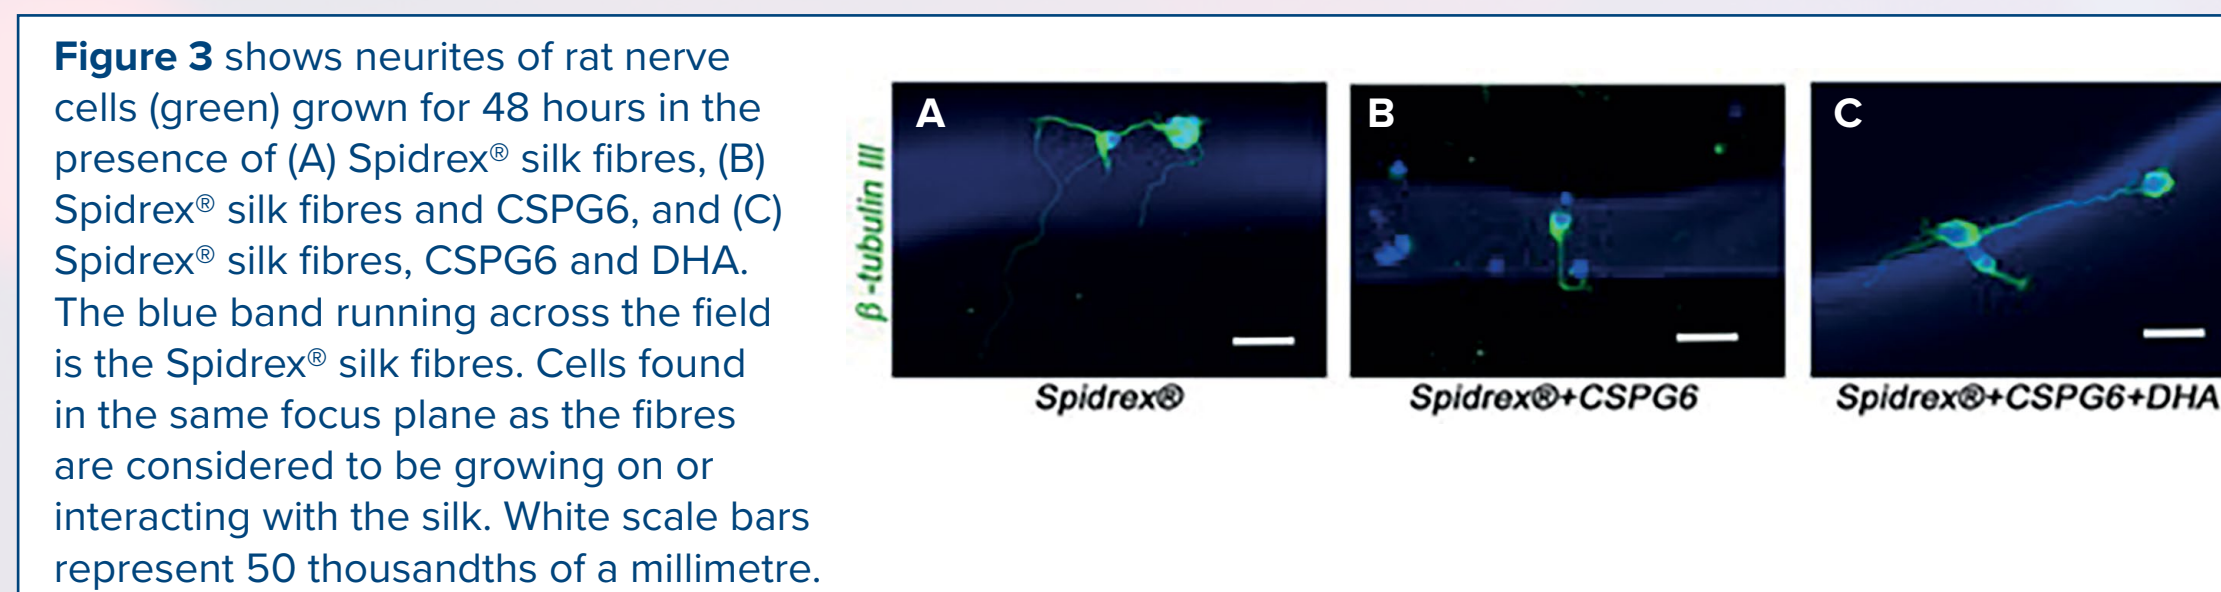 Figure 3 shows neurites of rat nerve
cells (green) grown for 48 hours in the
presence of (A) Spidrex® silk fibres, (B)
Spidrex® silk fibres and CSPG6, and (C)
Spidrex® silk fibres, CSPG6 and DHA.
The blue band running across the field
is the Spidrex® silk fibres. Cells found
in the same focus plane as the fibres
are considered to be growing on or
interacting with the silk. White scale bars
represent 50 thousandths of a millimetre.
β-tubulin III
A
B
C
Spidrex®
Spidrex®+CSPG6
Spidrex®+CSPG6+DHA